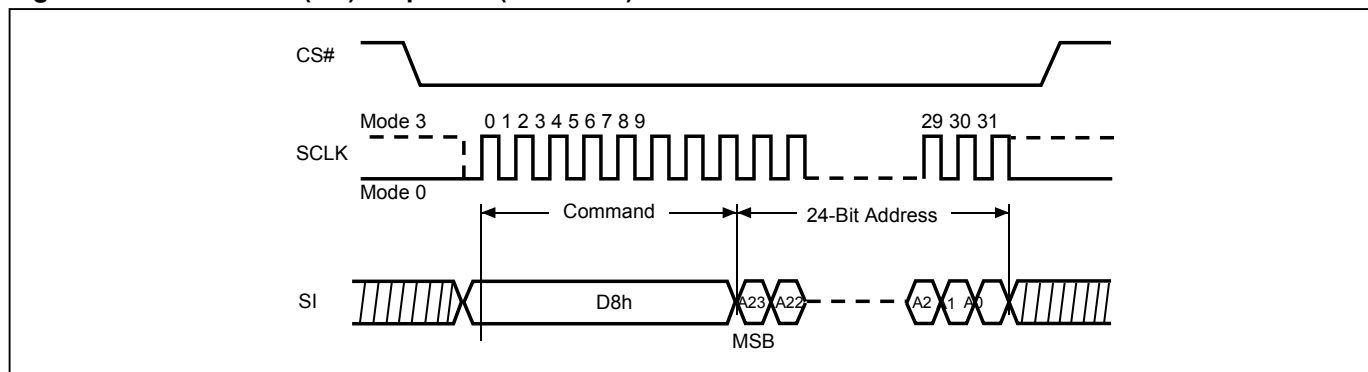 CS#
Mode 3
0 1 2 3 4 5 6 7 8 9
29 30 31
SCLK
Mode 0
Command
24-Bit Address
SI
D8h
A23
A22
A2
A0
MSB